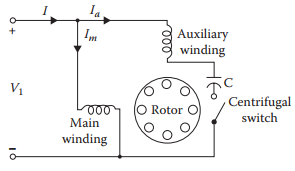 I
Ia
+
Im
Auxiliary
winding
C
V1
Rotor
Centrifugal
switch
Main
winding
–